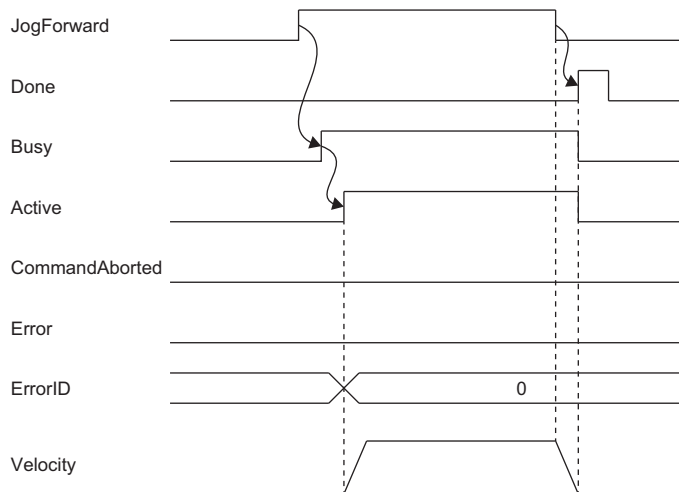 JogForward
Done
Busy
Active
CommandAborted
Error
ErrorID
0
Velocity